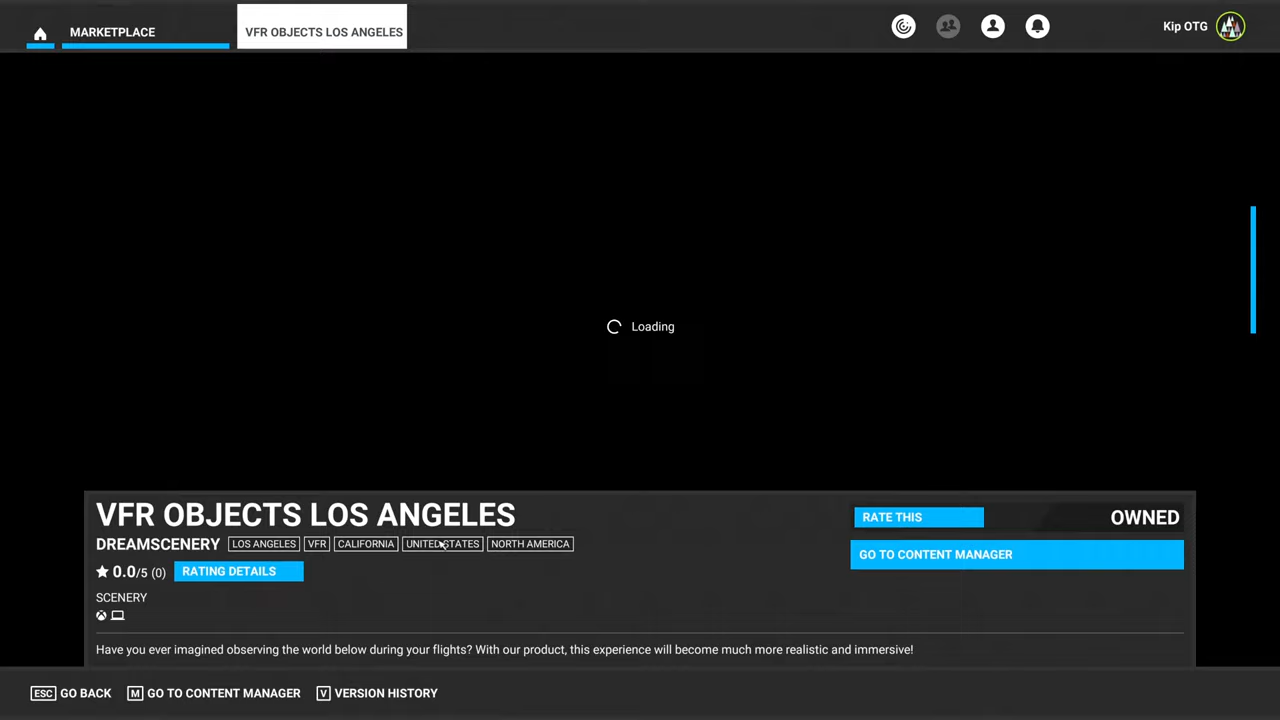 MARKETPLACE
VFR OBJECTS LOS ANGELES
Kip OTG
Loading
VFR OBJECTS LOS ANGELES
DREAMSCENERY LOS ANGELES VFR CALIFORNIA UNITED STATES NORTH AMERICA
0.0/5 (0) RATING DETAILS
SCENERY
RATE THIS OWNED
GO TO CONTENT MANAGER
Have you ever imagined observing the world below during your flights? With our product, this experience will become much more realistic and immersive!
ESC GO BACK M GO TO CONTENT MANAGER V VERSION HISTORY